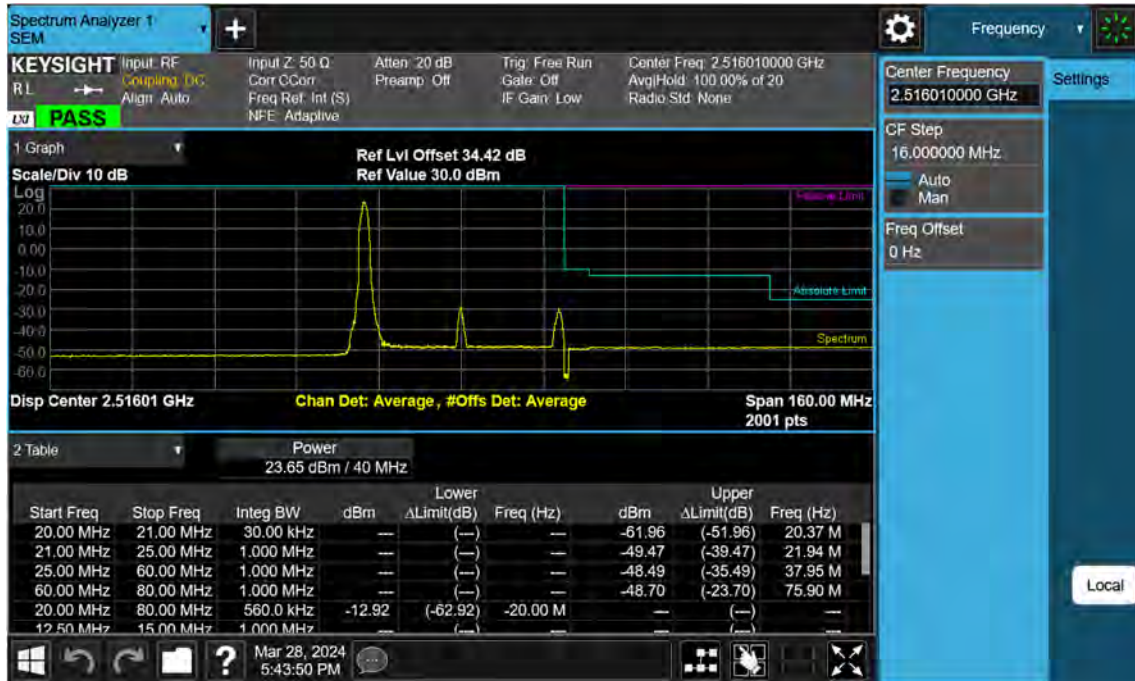 Spectrum Analyzer 1
SEM
+
Frequency
KEYSIGHT Input: RF Input Z: 50 Ω Atten: 20 dB Trig: Free Run Center Freq: 2.516010000 GHz
RL Coupling: DC Corr CCorr Preamp: Off Gate: Off Avg|Hold: 100.00% of 20
Align: Auto Freq Ref: Int (S) IF Gain: Low Radio Std: None
LXI PASS NFE: Adaptive
Center Frequency
2.516010000 GHz
Settings
CF Step
16.000000 MHz
Auto
Man
Freq Offset
0 Hz
Local
1 Graph
Ref Lvl Offset 34.42 dB
Scale/Div 10 dB Ref Value 30.0 dBm
Log
20.0
10.0
0.00
-10.0
-20.0
-30.0
-40.0
-50.0
-60.0
Relative Limit
Absolute Limit
Spectrum
Disp Center 2.51601 GHz Chan Det: Average, #Offs Det: Average Span 160.00 MHz
2001 pts
2 Table Power
23.65 dBm / 40 MHz
Lower Upper
Start Freq Stop Freq Integ BW dBm ΔLimit(dB) Freq (Hz) dBm ΔLimit(dB) Freq (Hz)
20.00 MHz 21.00 MHz 30.00 kHz --- (---) --- -61.96 (-51.96) 20.37 M
21.00 MHz 25.00 MHz 1.000 MHz --- (---) --- -49.47 (-39.47) 21.94 M
25.00 MHz 60.00 MHz 1.000 MHz --- (---) --- -48.49 (-35.49) 37.95 M
60.00 MHz 80.00 MHz 1.000 MHz --- (---) --- -48.70 (-23.70) 75.90 M
20.00 MHz 80.00 MHz 560.0 kHz -12.92 (-62.92) -20.00 M --- (---) ---
12.50 MHz 15.00 MHz 1.000 MHz --- (---) --- --- (---) ---
? Mar 28, 2024
5:43:50 PM